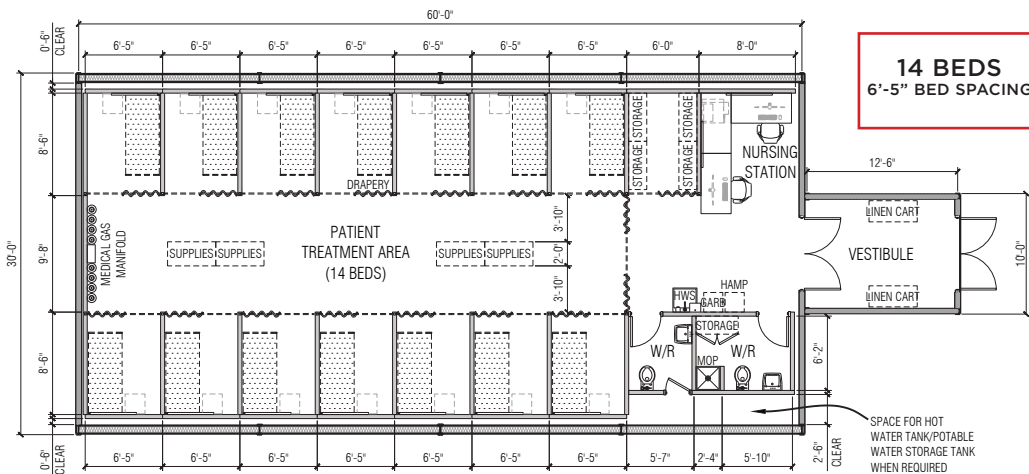 60'-0"
0'-6"
CLEAR
6'-5" 6'-5" 6'-5" 6'-5" 6'-5" 6'-5" 6'-5" 6'-0" 8'-0"
14 BEDS
6'-5" BED SPACING
8'-6"
STORAGE STORAGE
STORAGE STORAGE
NURSING
STATION
12'-6"
DRAPERY
LINEN CART
30'-0"
9'-8"
MEDICAL GAS
MANIFOLD
PATIENT
TREATMENT AREA
(14 BEDS)
SUPPLIES SUPPLIES
SUPPLIES SUPPLIES
3'-10"
2'-0"
3'-10"
VESTIBULE
10'-0"
HAMP
HWS
GARB
LINEN CART
STORAGE
W/R
W/R
MOP
6'-2"
8'-6"
SPACE FOR HOT
WATER TANK/POTABLE
WATER STORAGE TANK
WHEN REQUIRED
0'-6"
CLEAR
6'-5" 6'-5" 6'-5" 6'-5" 6'-5" 6'-5" 6'-5" 5'-7" 2'-4" 5'-10"
2'-6"
CLEAR